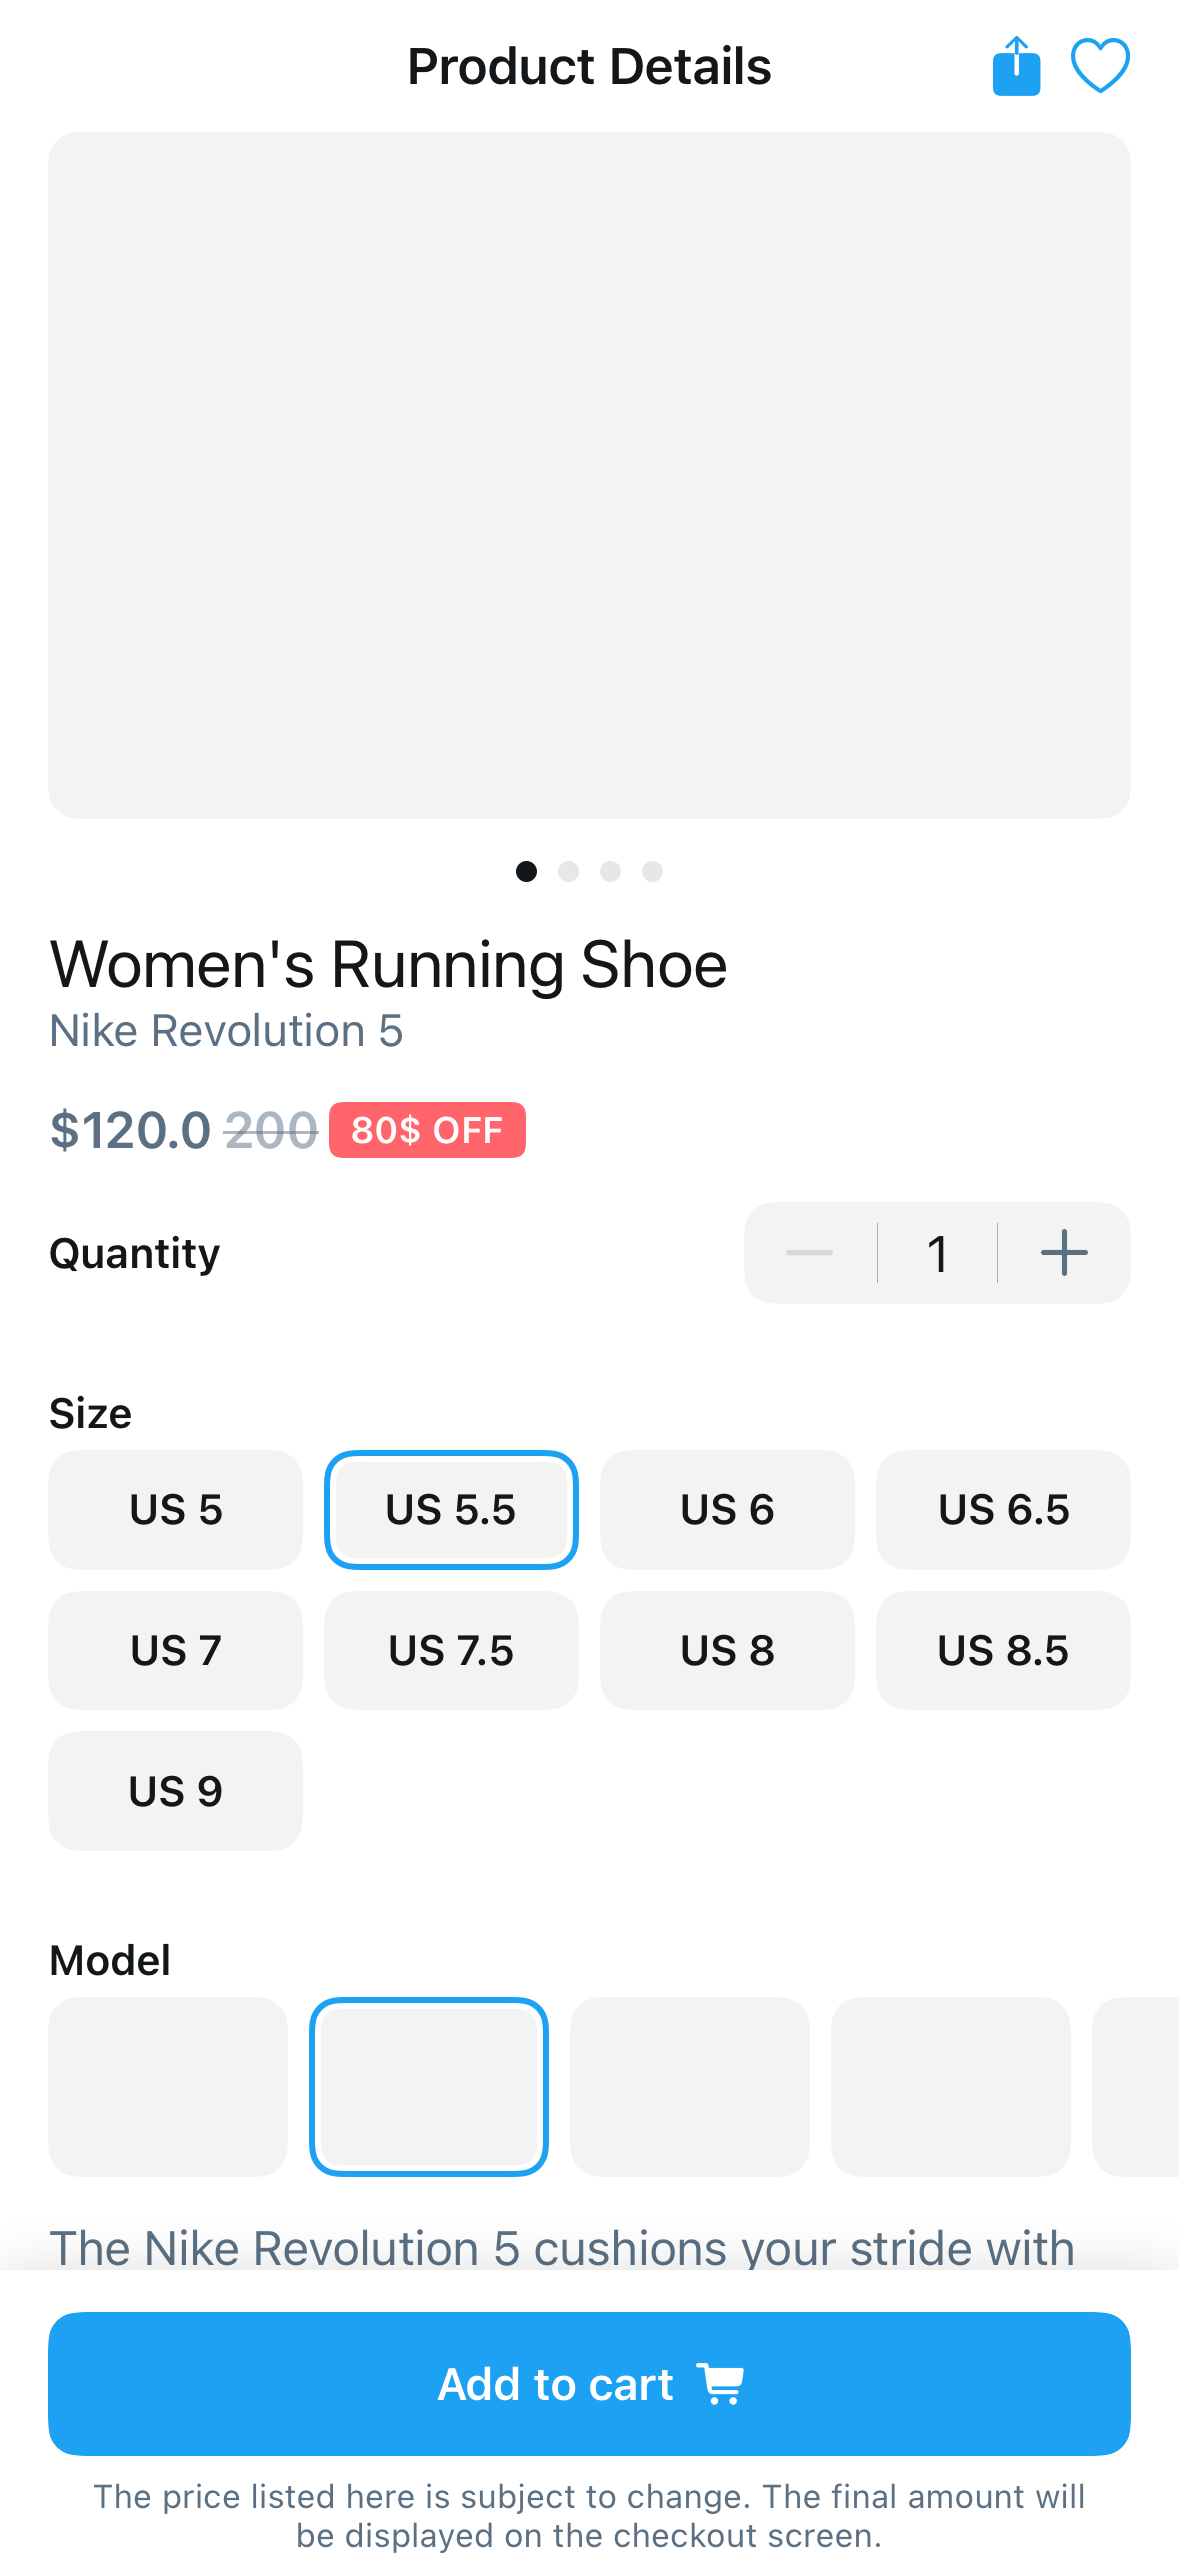 Product Details
Women's Running Shoe
Nike Revolution 5
$120.0 200 80$ OFF
Quantity 1
Size
US 5 US 5.5 US 6 US 6.5
US 7 US 7.5 US 8 US 8.5
US 9
Model
The Nike Revolution 5 cushions your stride with
Add to cart
The price listed here is subject to change. The final amount will
be displayed on the checkout screen.